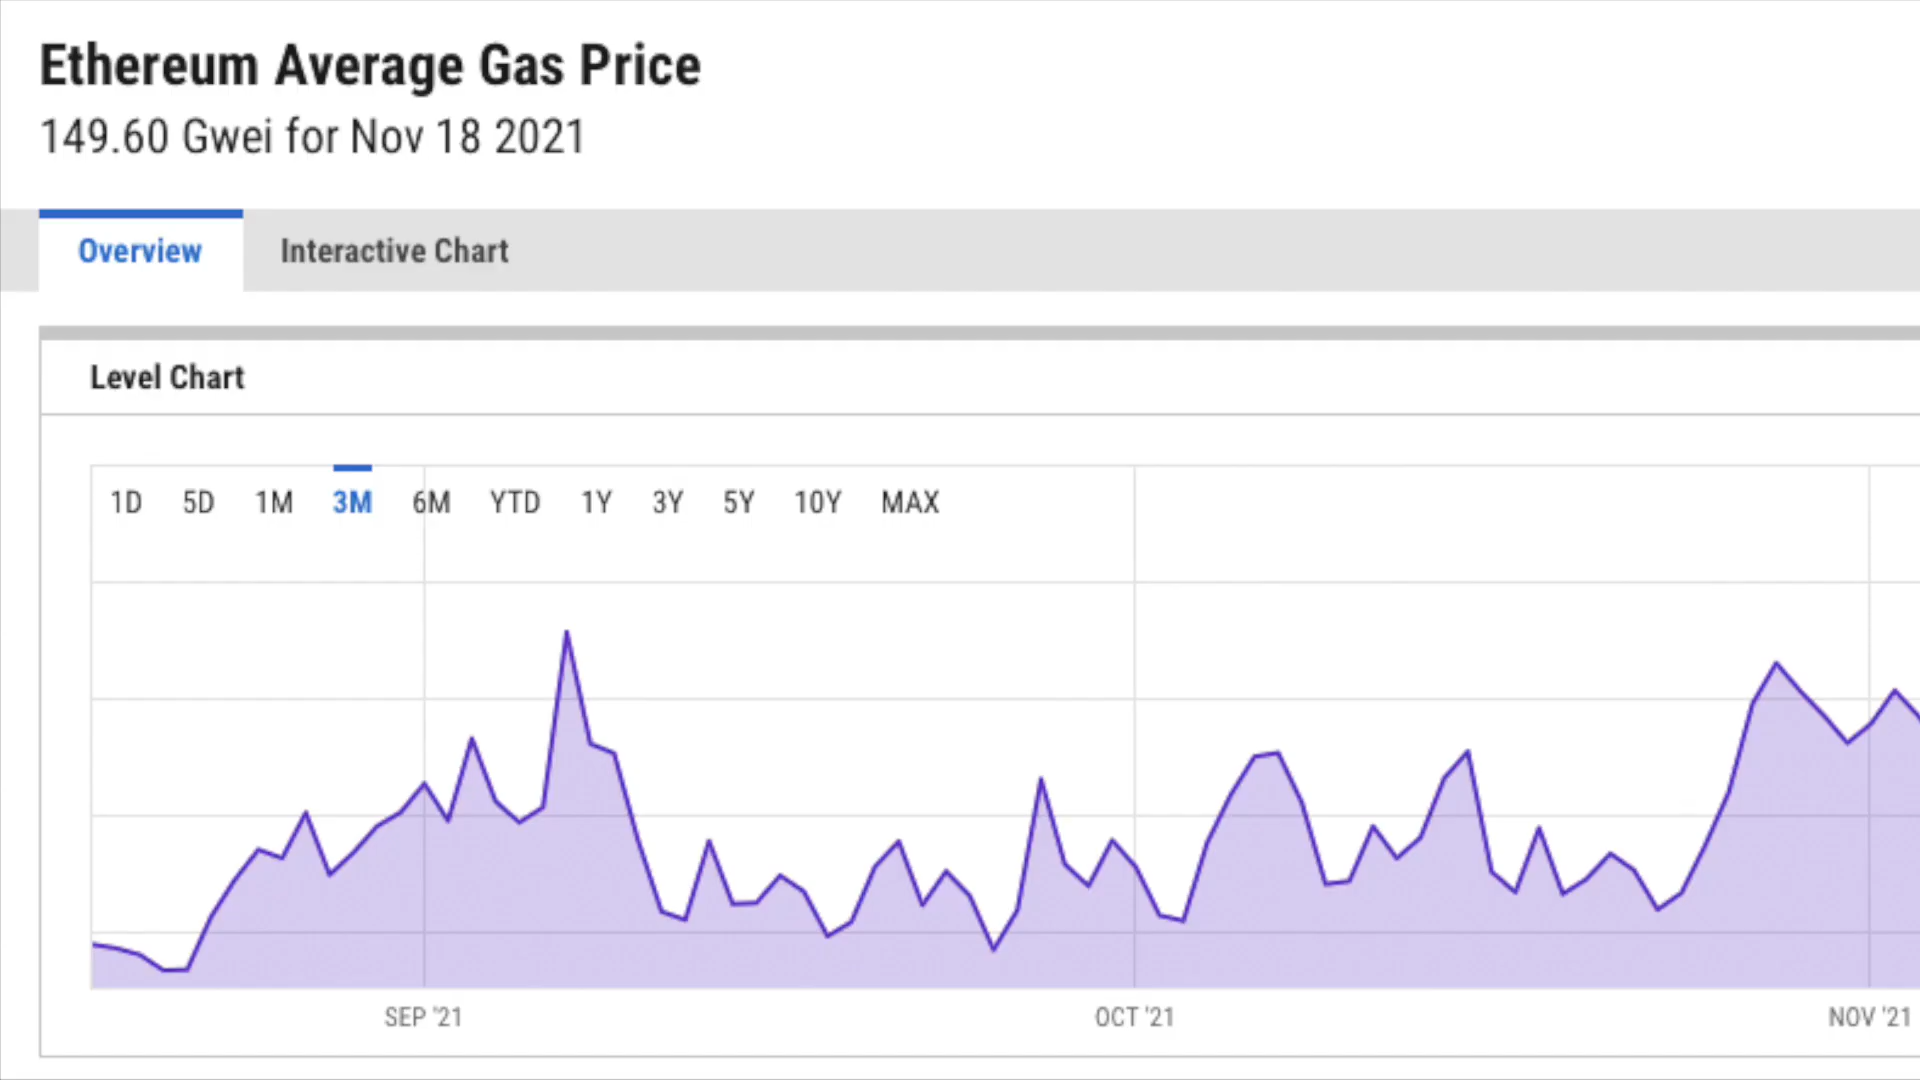 Ethereum Average Gas Price
149.60 Gwei for Nov 18 2021
Overview Interactive Chart
Level Chart
1D 5D 1M 3M 6M YTD 1Y 3Y 5Y 10Y MAX
SEP '21 OCT '21 NOV '21